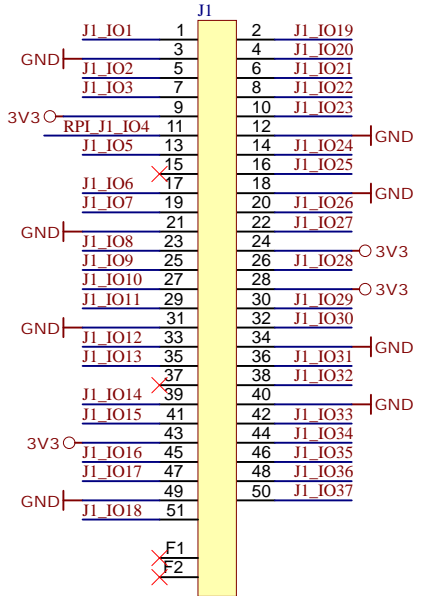 J1
J1_IO1 1 2 J1_IO19
GND 3 4 J1_IO20
J1_IO2 5 6 J1_IO21
J1_IO3 7 8 J1_IO22
3V3 9 10 J1_IO23
RPI_J1_IO4 11 12 GND
J1_IO5 13 14 J1_IO24
15 16 J1_IO25
J1_IO6 17 18 GND
J1_IO7 19 20 J1_IO26
GND 21 22 J1_IO27
J1_IO8 23 24 3V3
J1_IO9 25 26 J1_IO28
J1_IO10 27 28 3V3
J1_IO11 29 30 J1_IO29
GND 31 32 J1_IO30
J1_IO12 33 34 GND
J1_IO13 35 36 J1_IO31
37 38 J1_IO32
J1_IO14 39 40 GND
J1_IO15 41 42 J1_IO33
3V3 43 44 J1_IO34
J1_IO16 45 46 J1_IO35
J1_IO17 47 48 J1_IO36
GND 49 50 J1_IO37
J1_IO18 51
F1
F2